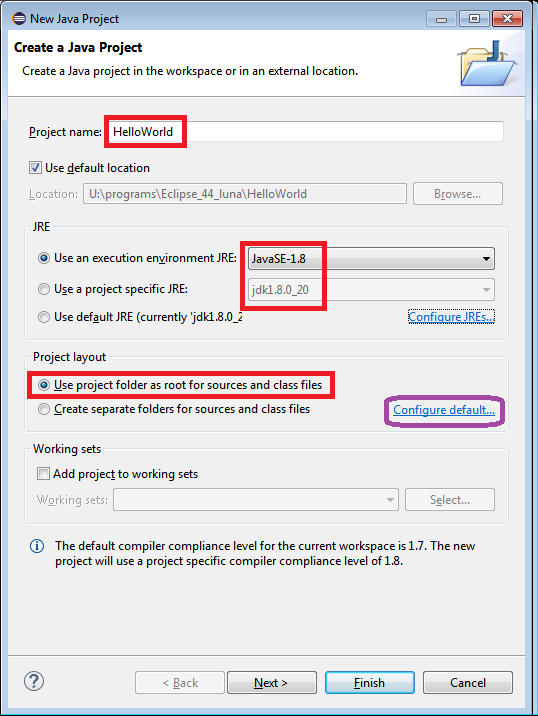 New Java Project
Create a Java Project
Create a Java project in the workspace or in an external location.
Project name: HelloWorld
Use default location
Location: U:\programs\Eclipse_44_luna\HelloWorld Browse...
JRE
Use an execution environment JRE: JavaSE-1.8
Use a project specific JRE: jdk1.8.0_20
Use default JRE (currently 'jdk1.8.0_2 Configure JREs...
Project layout
Use project folder as root for sources and class files
Create separate folders for sources and class files Configure default...
Working sets
Add project to working sets
Working sets: Select...
The default compiler compliance level for the current workspace is 1.7. The new
project will use a project specific compiler compliance level of 1.8.
? < Back Next > Finish Cancel